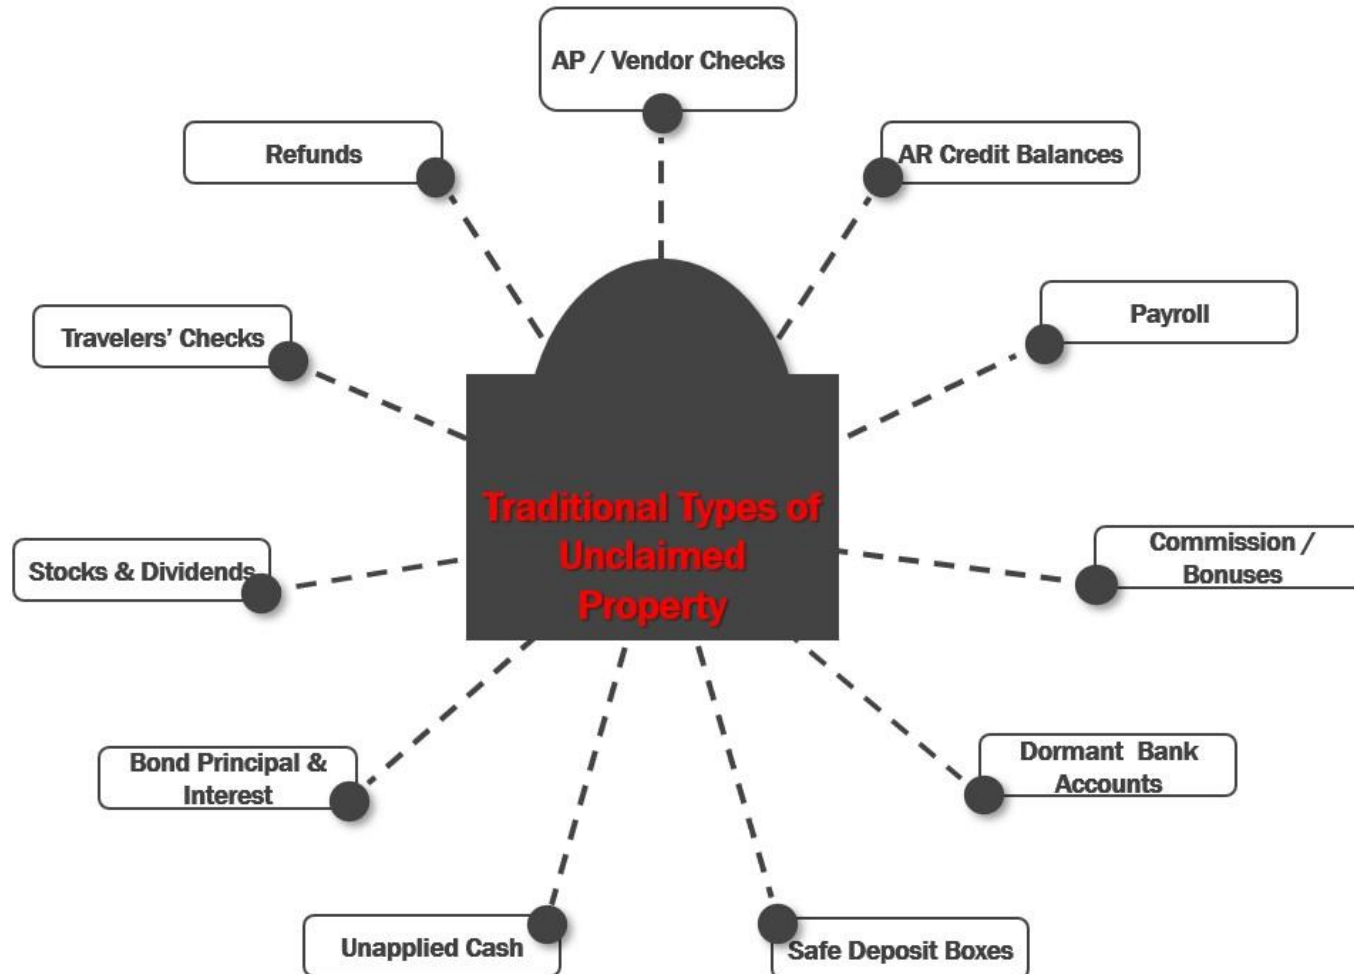 AP / Vendor Checks
Refunds
AR Credit Balances
Payroll
Travelers’ Checks
Traditional Types of
Unclaimed
Property
Commission /
Bonuses
Stocks & Dividends
Dormant  Bank
Accounts
Bond Principal &
Interest
Unapplied Cash
Safe Deposit Boxes